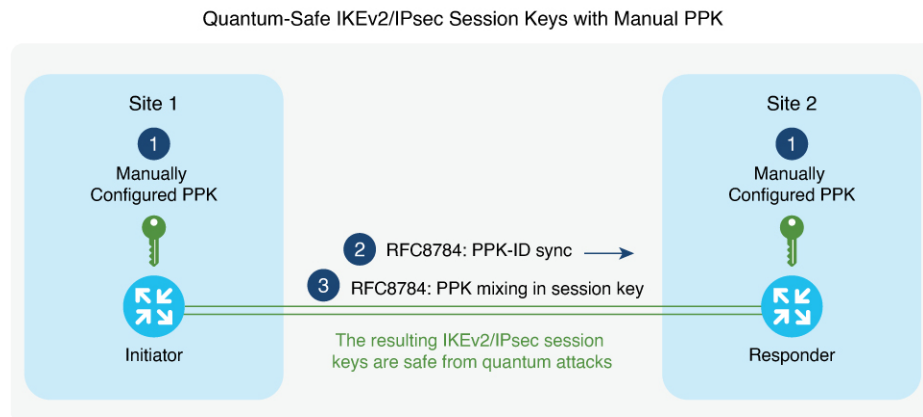 Quantum-Safe IKEv2/IPsec Session Keys with Manual PPK
Site 1
1
Manually
Configured PPK
Initiator
2 RFC8784: PPK-ID sync
3 RFC8784: PPK mixing in session key
The resulting IKEv2/IPsec session
keys are safe from quantum attacks
Site 2
1
Manually
Configured PPK
Responder